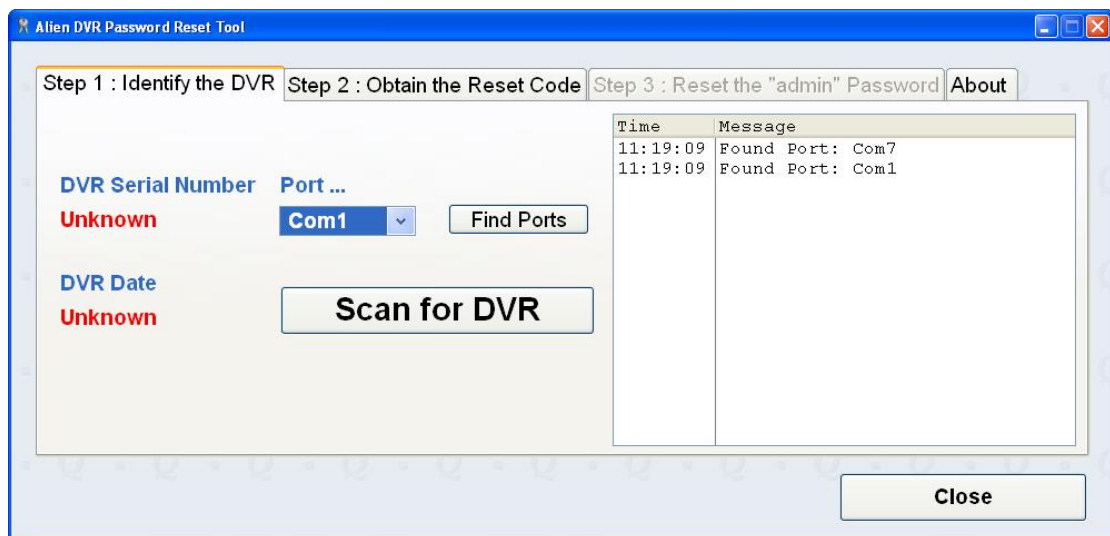 Alien DVR Password Reset Tool
Step 1 : Identify the DVR Step 2 : Obtain the Reset Code Step 3 : Reset the "admin" Password About
DVR Serial Number Port ...
Unknown Com1 Find Ports
DVR Date
Unknown Scan for DVR
Time Message
11:19:09 Found Port: Com7
11:19:09 Found Port: Com1
Close